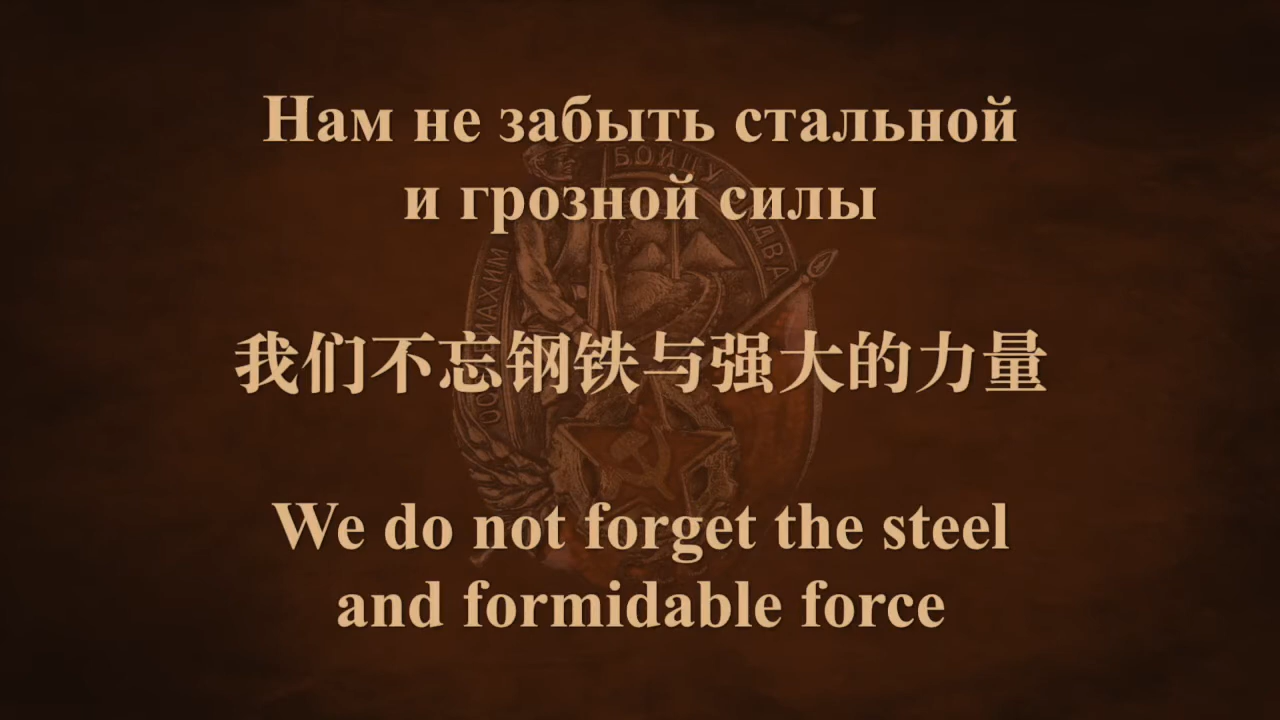 Нам не забыть стальной
и грозной силы
БОЙЦУ
我们不忘钢铁与强大的力量
We do not forget the steel
and formidable force